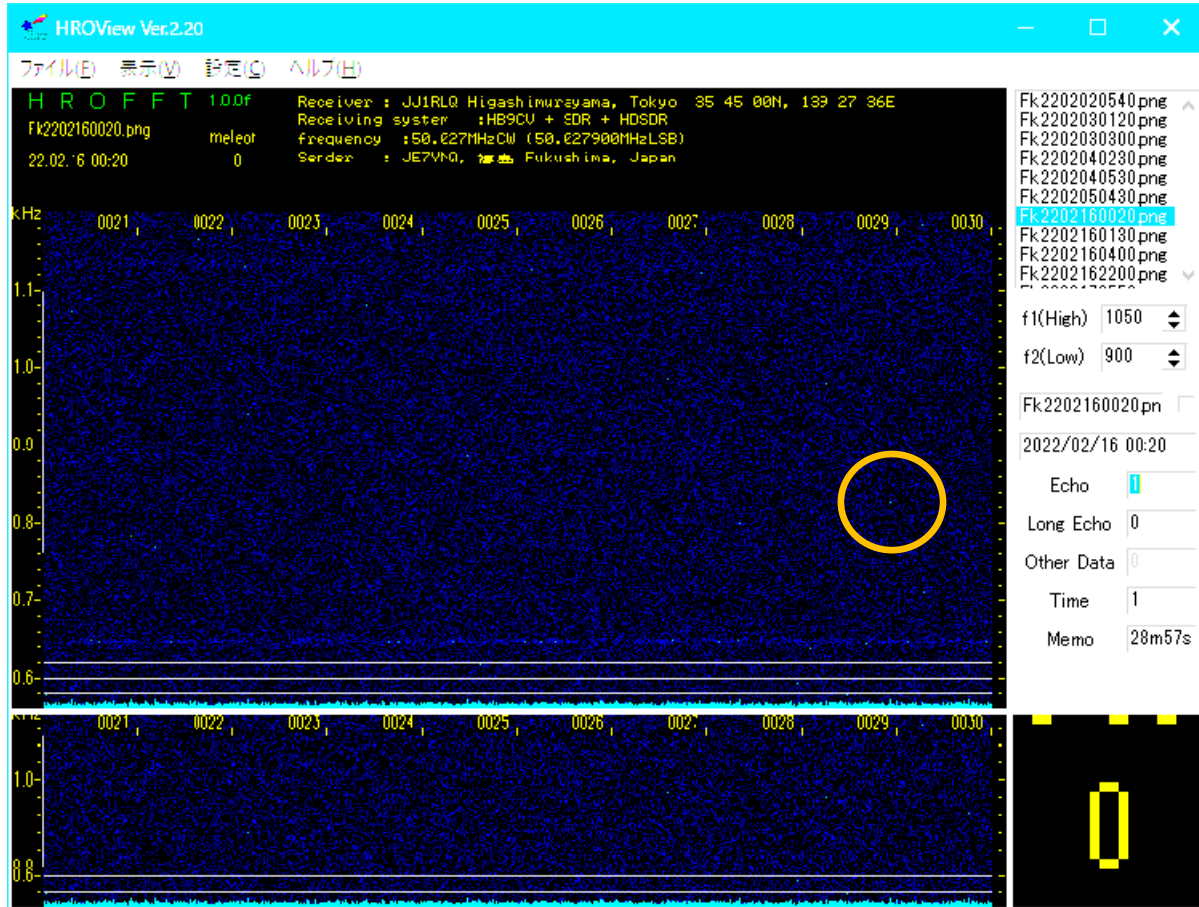 HROView Ver.2.20
ファイル(F) 表示(V) 設定(C) ヘルプ(H)
H R O F F T 1.0.0f
Fk2202160020.png meteor
22.02.16 00:20 0
Receiver : JJ1RLQ Higashimurayama, Tokyo 35 45 00N, 139 27 36E
Receiving system :HB9CV + SDR + HDSDR
frequency :50.027MHzCW (50.027900MHzLSB)
Sender : JE7YNQ, Fukushima, Japan
kHz 0021 0022 0023 0024 0025 0026 0027 0028 0029 0030
1.1
1.0
0.9
0.8
0.7
0.6
kHz 0021 0022 0023 0024 0025 0026 0027 0028 0029 0030
1.0
Fk2202020540.png
Fk2202030120.png
Fk2202030300.png
Fk2202040230.png
Fk2202040530.png
Fk2202050430.png
Fk2202160020.png
Fk2202160130.png
Fk2202160400.png
Fk2202162200.png
f1(High) 1050
f2(Low) 900
Fk2202160020.pn
2022/02/16 00:20
Echo 1
Long Echo 0
Other Data 0
Time 1
Memo 28m57s
0